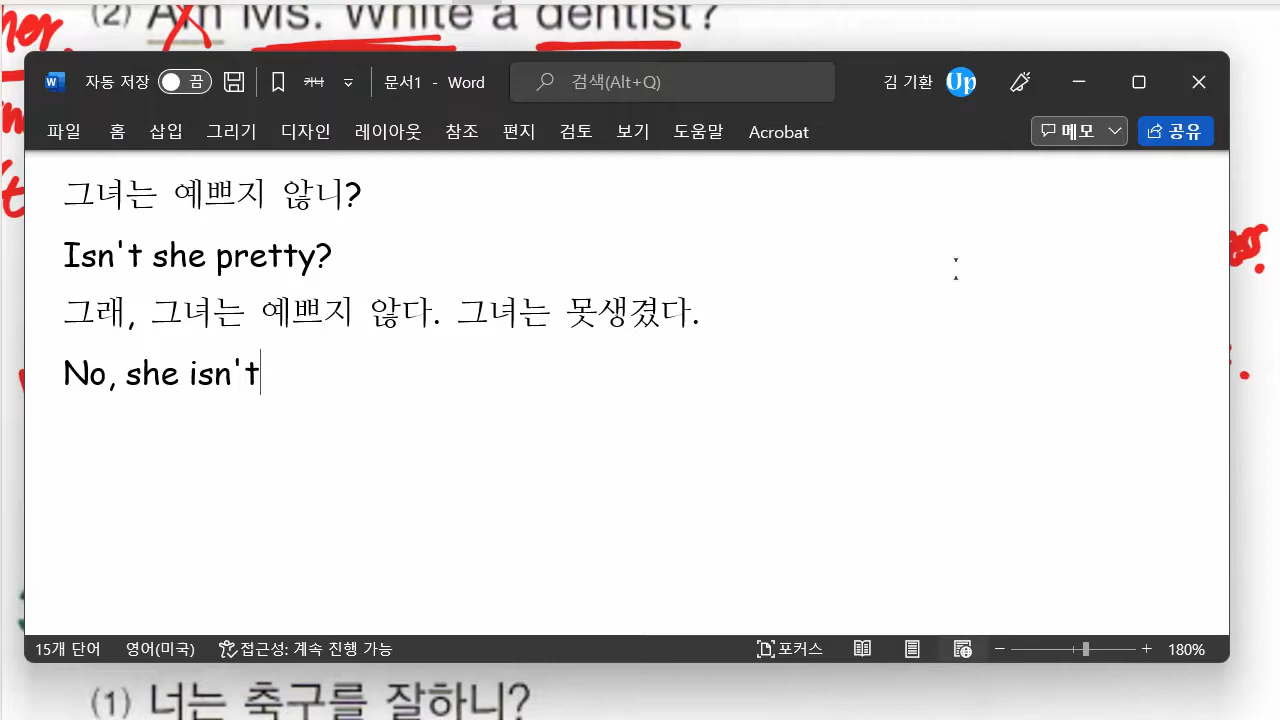 (2) Am Ms. White a dentist?
her.
자동 저장 끔 가나 문서1 - Word 검색(Alt+Q) 김 기환 Up
파일 홈 삽입 그리기 디자인 레이아웃 참조 편지 검토 보기 도움말 Acrobat 메모 공유
그녀는 예쁘지 않니?
Isn't she pretty?
그래, 그녀는 예쁘지 않다. 그녀는 못생겼다.
No, she isn't
15개 단어 영어(미국) 접근성: 계속 진행 가능 포커스 180%
(1) 너는 축구를 잘하니?